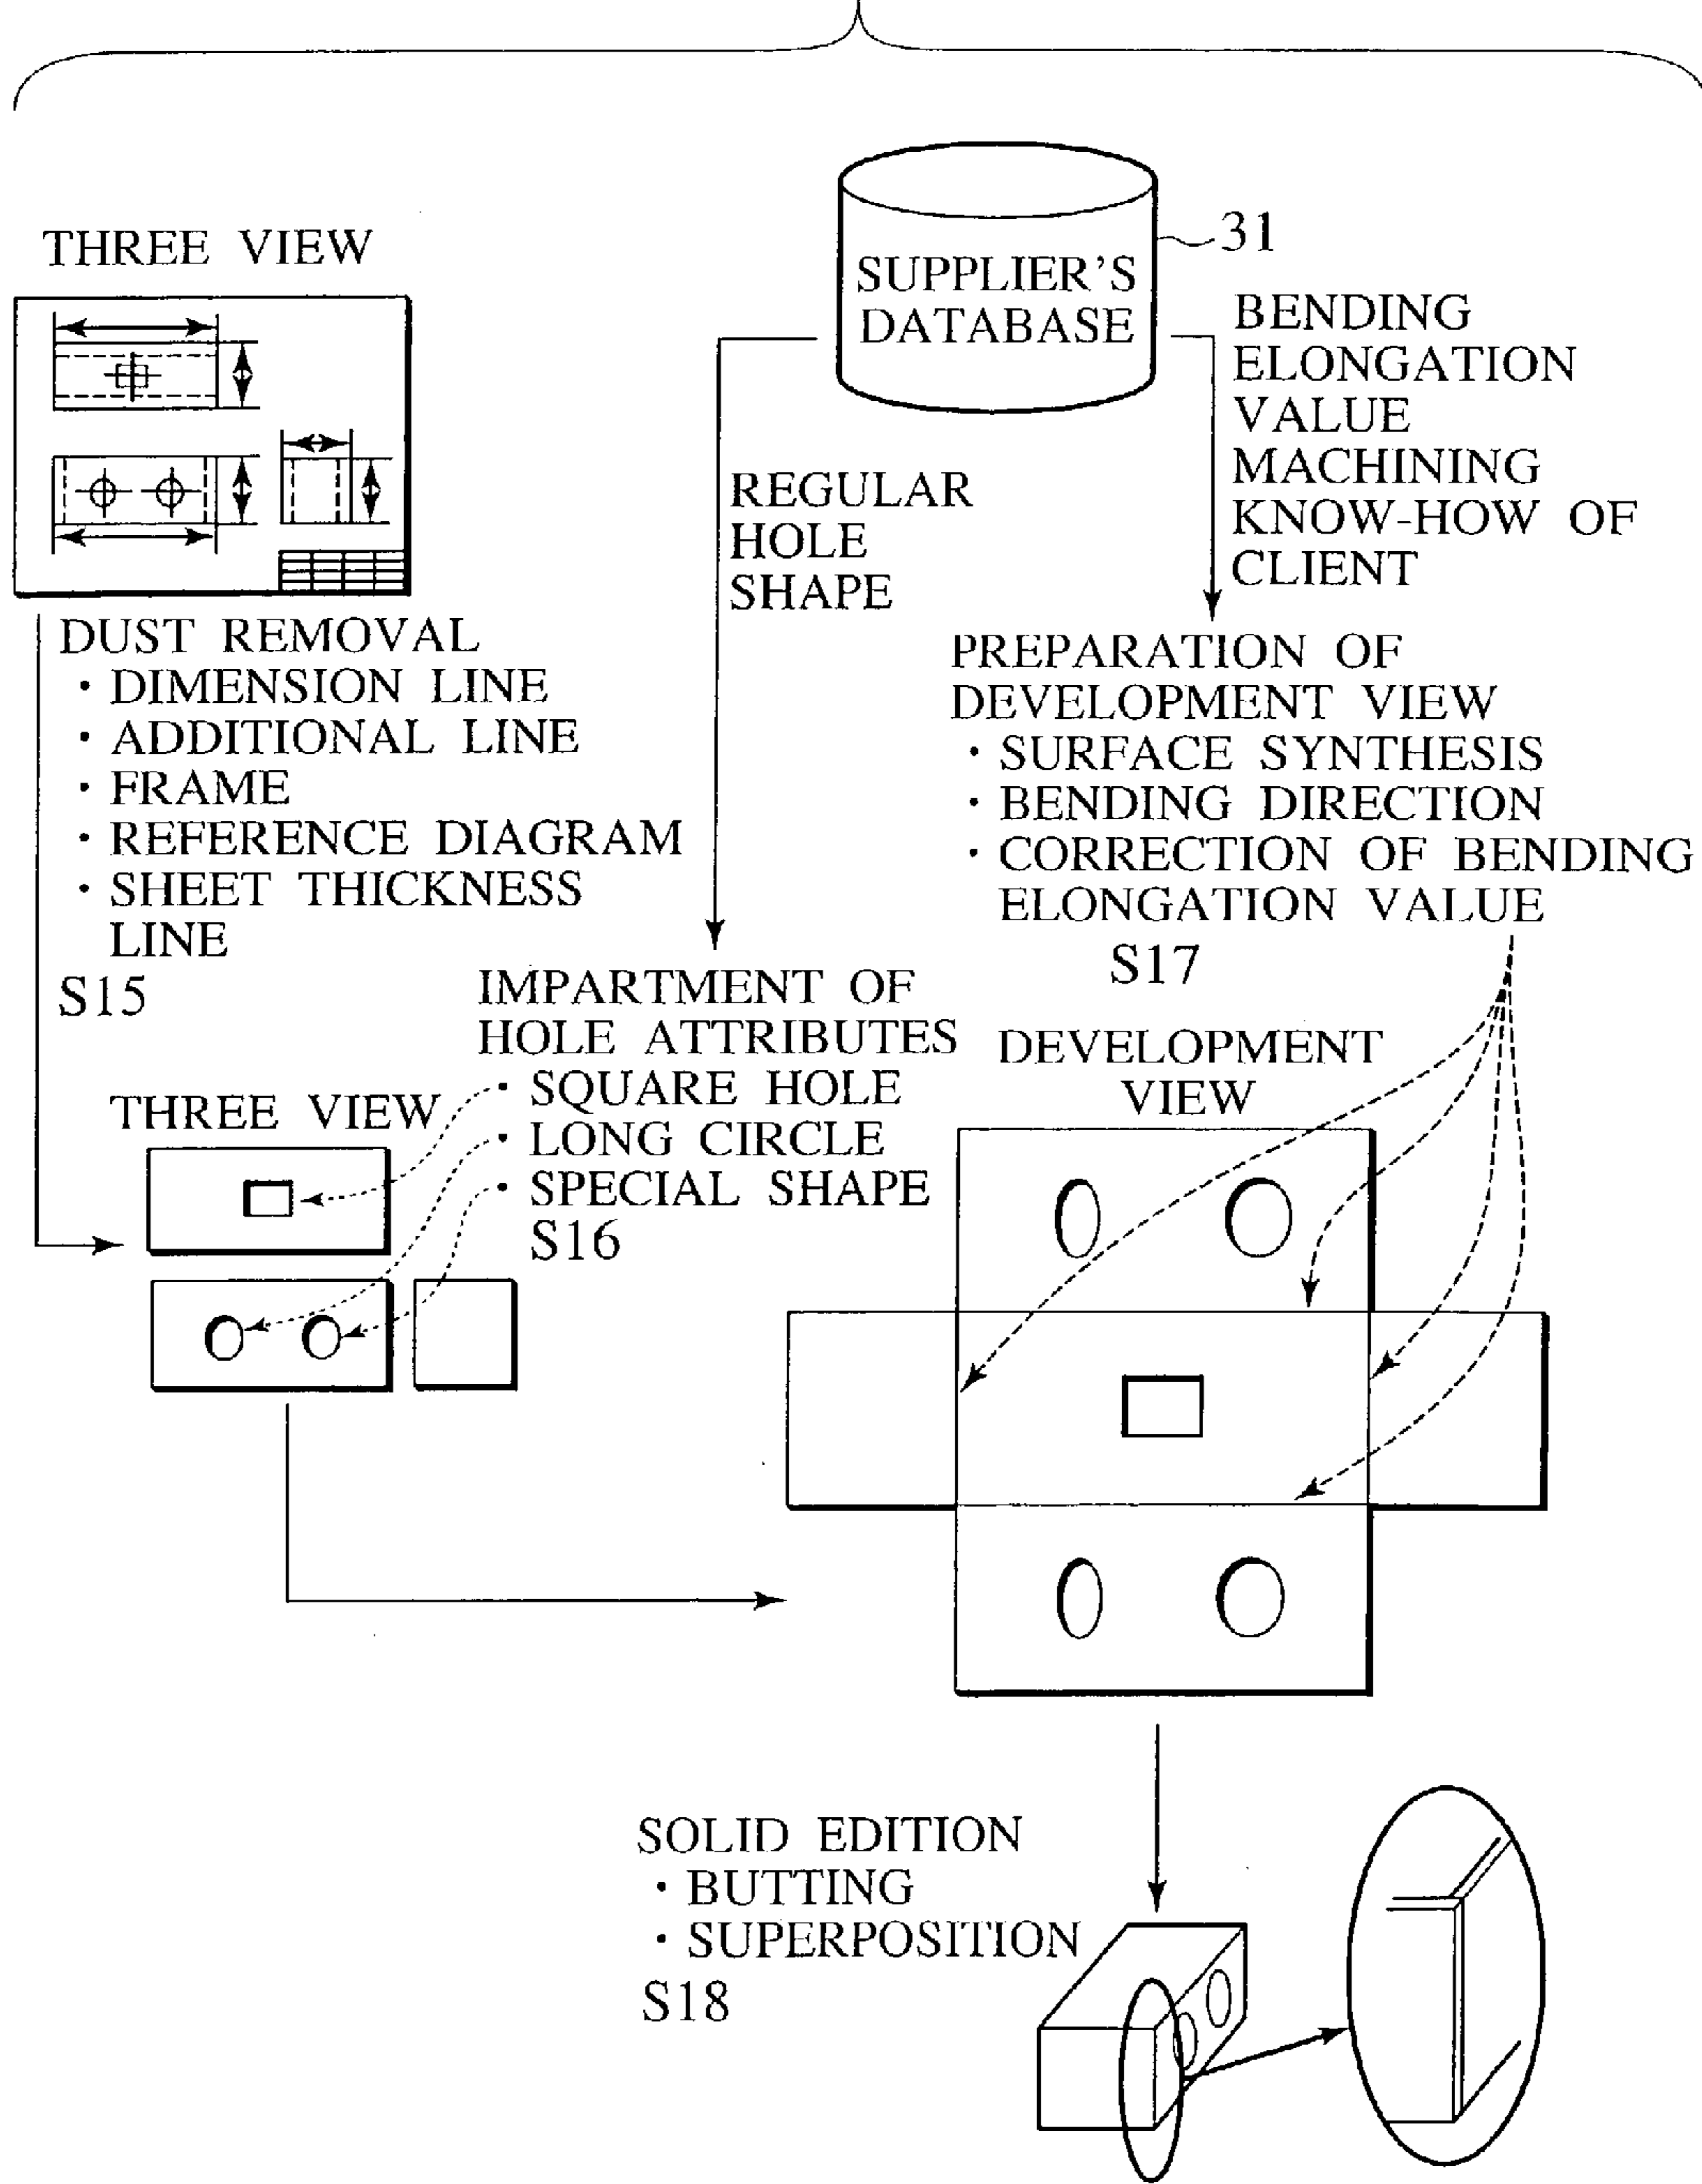 THREE VIEW
SUPPLIER'S
DATABASE
31
BENDING
ELONGATION
VALUE
MACHINING
KNOW-HOW OF
CLIENT
REGULAR
HOLE
SHAPE
DUST REMOVAL
・DIMENSION LINE
・ADDITIONAL LINE
・FRAME
・REFERENCE DIAGRAM
・SHEET THICKNESS
LINE
S15
PREPARATION OF
DEVELOPMENT VIEW
・SURFACE SYNTHESIS
・BENDING DIRECTION
・CORRECTION OF BENDING
ELONGATION VALUE
S17
IMPARTMENT OF
HOLE ATTRIBUTES
・SQUARE HOLE
・LONG CIRCLE
・SPECIAL SHAPE
S16
THREE VIEW
DEVELOPMENT
VIEW
SOLID EDITION
・BUTTING
・SUPERPOSITION
S18